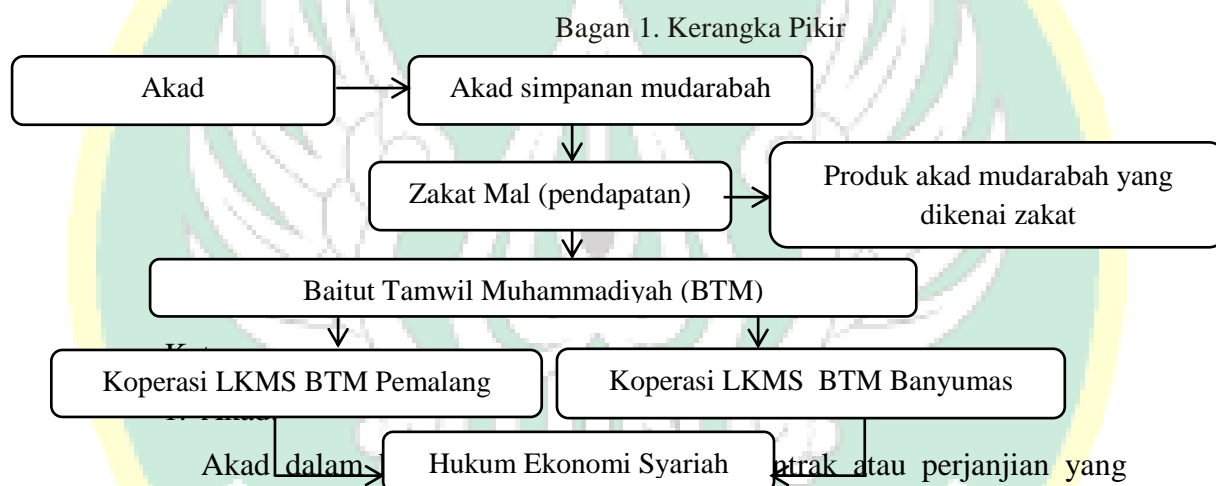 Bagan 1. Kerangka Pikir
Akad
Akad simpanan mudarabah
Zakat Mal (pendapatan)
Produk akad mudarabah yang
dikenai zakat
Baitut Tamwil Muhammadiyah (BTM)
Koperasi LKMS BTM Pemalang
Koperasi LKMS BTM Banyumas
Hukum Ekonomi Syariah
Akad dalam
atau perjanjian yang